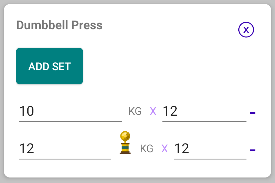 Dumbbell Press
X
ADD SET
10 KG X 12 -
12 KG X 12 -